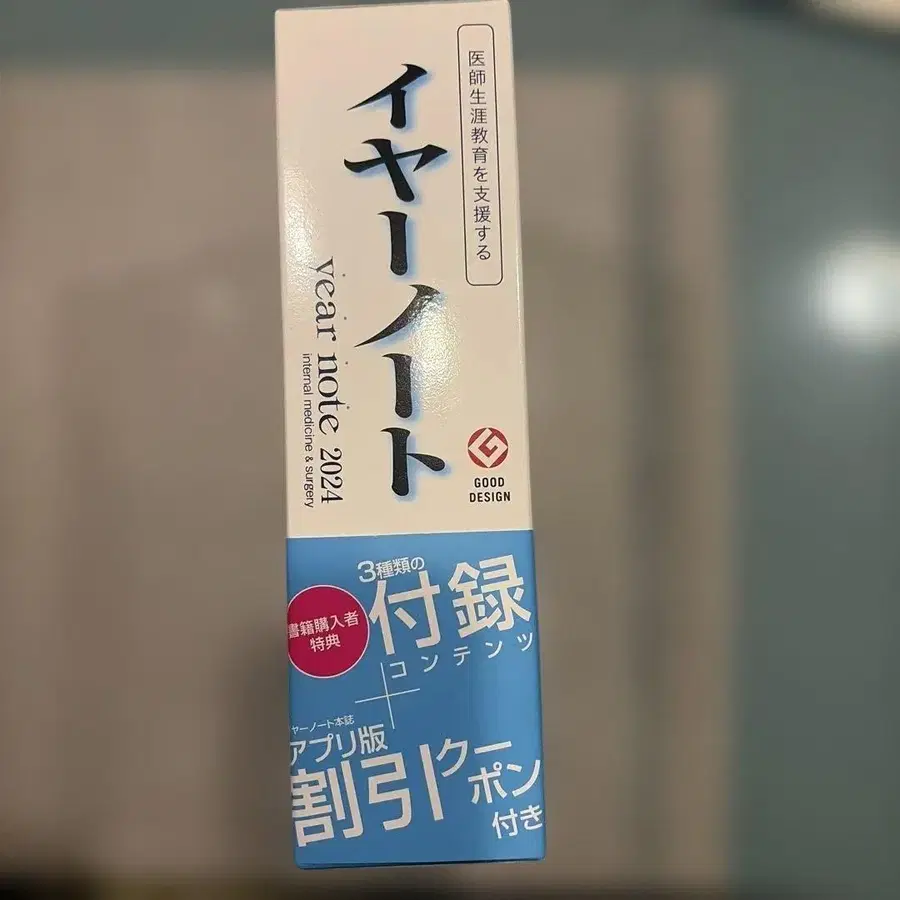 医師生涯教育を支援する
イヤーノート
year note 2024
internal medicine & surgery
GOOD
DESIGN
3種類の
付録
コンテンツ
書籍購入者
特典
ヤーノート本誌
アプリ版
割引クー
ポン
付き